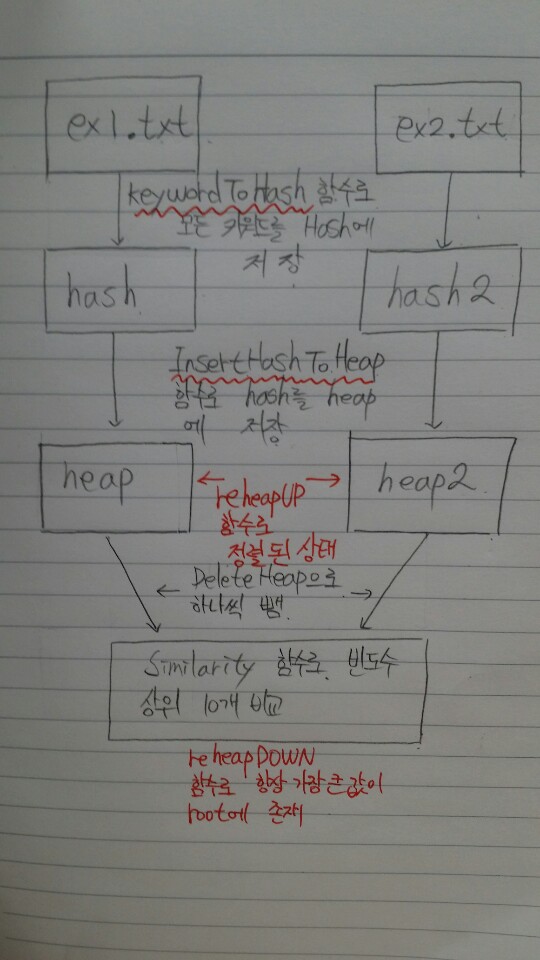 ex1.txt
ex2.txt
keywordToHash 함수로
모든 키워드를 Hash에
저장
hash
hash2
InsertHashToHeap
함수로 hash를 heap
에 저장
heap
heap2
reheapUP
함수로
정렬된 상태
DeleteHeap으로
하나씩 뺌
Similarity 함수로 빈도수
상위 10개 비교
reheapDOWN
함수로 항상 가장 큰 값이
root에 존재